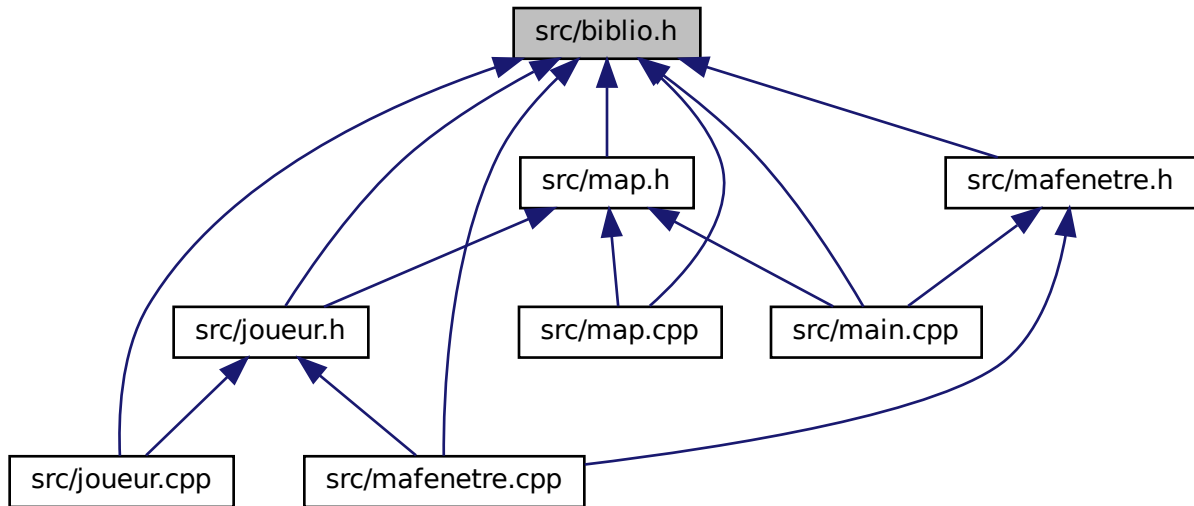 src/biblio.h
src/map.h
src/mafenetre.h
src/joueur.h
src/map.cpp
src/main.cpp
src/joueur.cpp
src/mafenetre.cpp